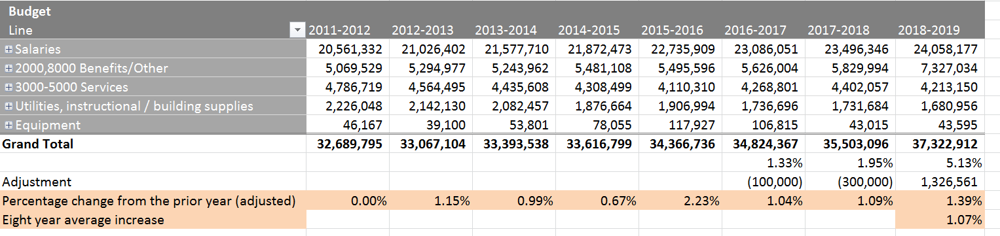 Budget
Line 2011-2012 2012-2013 2013-2014 2014-2015 2015-2016 2016-2017 2017-2018 2018-2019
Salaries 20,561,332 21,026,402 21,577,710 21,872,473 22,735,909 23,086,051 23,496,346 24,058,177
2000,8000 Benefits/Other 5,069,529 5,294,977 5,243,962 5,481,108 5,495,596 5,626,004 5,829,994 7,327,034
3000-5000 Services 4,786,719 4,564,495 4,435,608 4,308,499 4,110,310 4,268,801 4,402,057 4,213,150
Utilities, instructional / building supplies 2,226,048 2,142,130 2,082,457 1,876,664 1,906,994 1,736,696 1,731,684 1,680,956
Equipment 46,167 39,100 53,801 78,055 117,927 106,815 43,015 43,595
Grand Total 32,689,795 33,067,104 33,393,538 33,616,799 34,366,736 34,824,367 35,503,096 37,322,912
1.33% 1.95% 5.13%
Adjustment (100,000) (300,000) 1,326,561
Percentage change from the prior year (adjusted) 0.00% 1.15% 0.99% 0.67% 2.23% 1.04% 1.09% 1.39%
Eight year average increase 1.07%